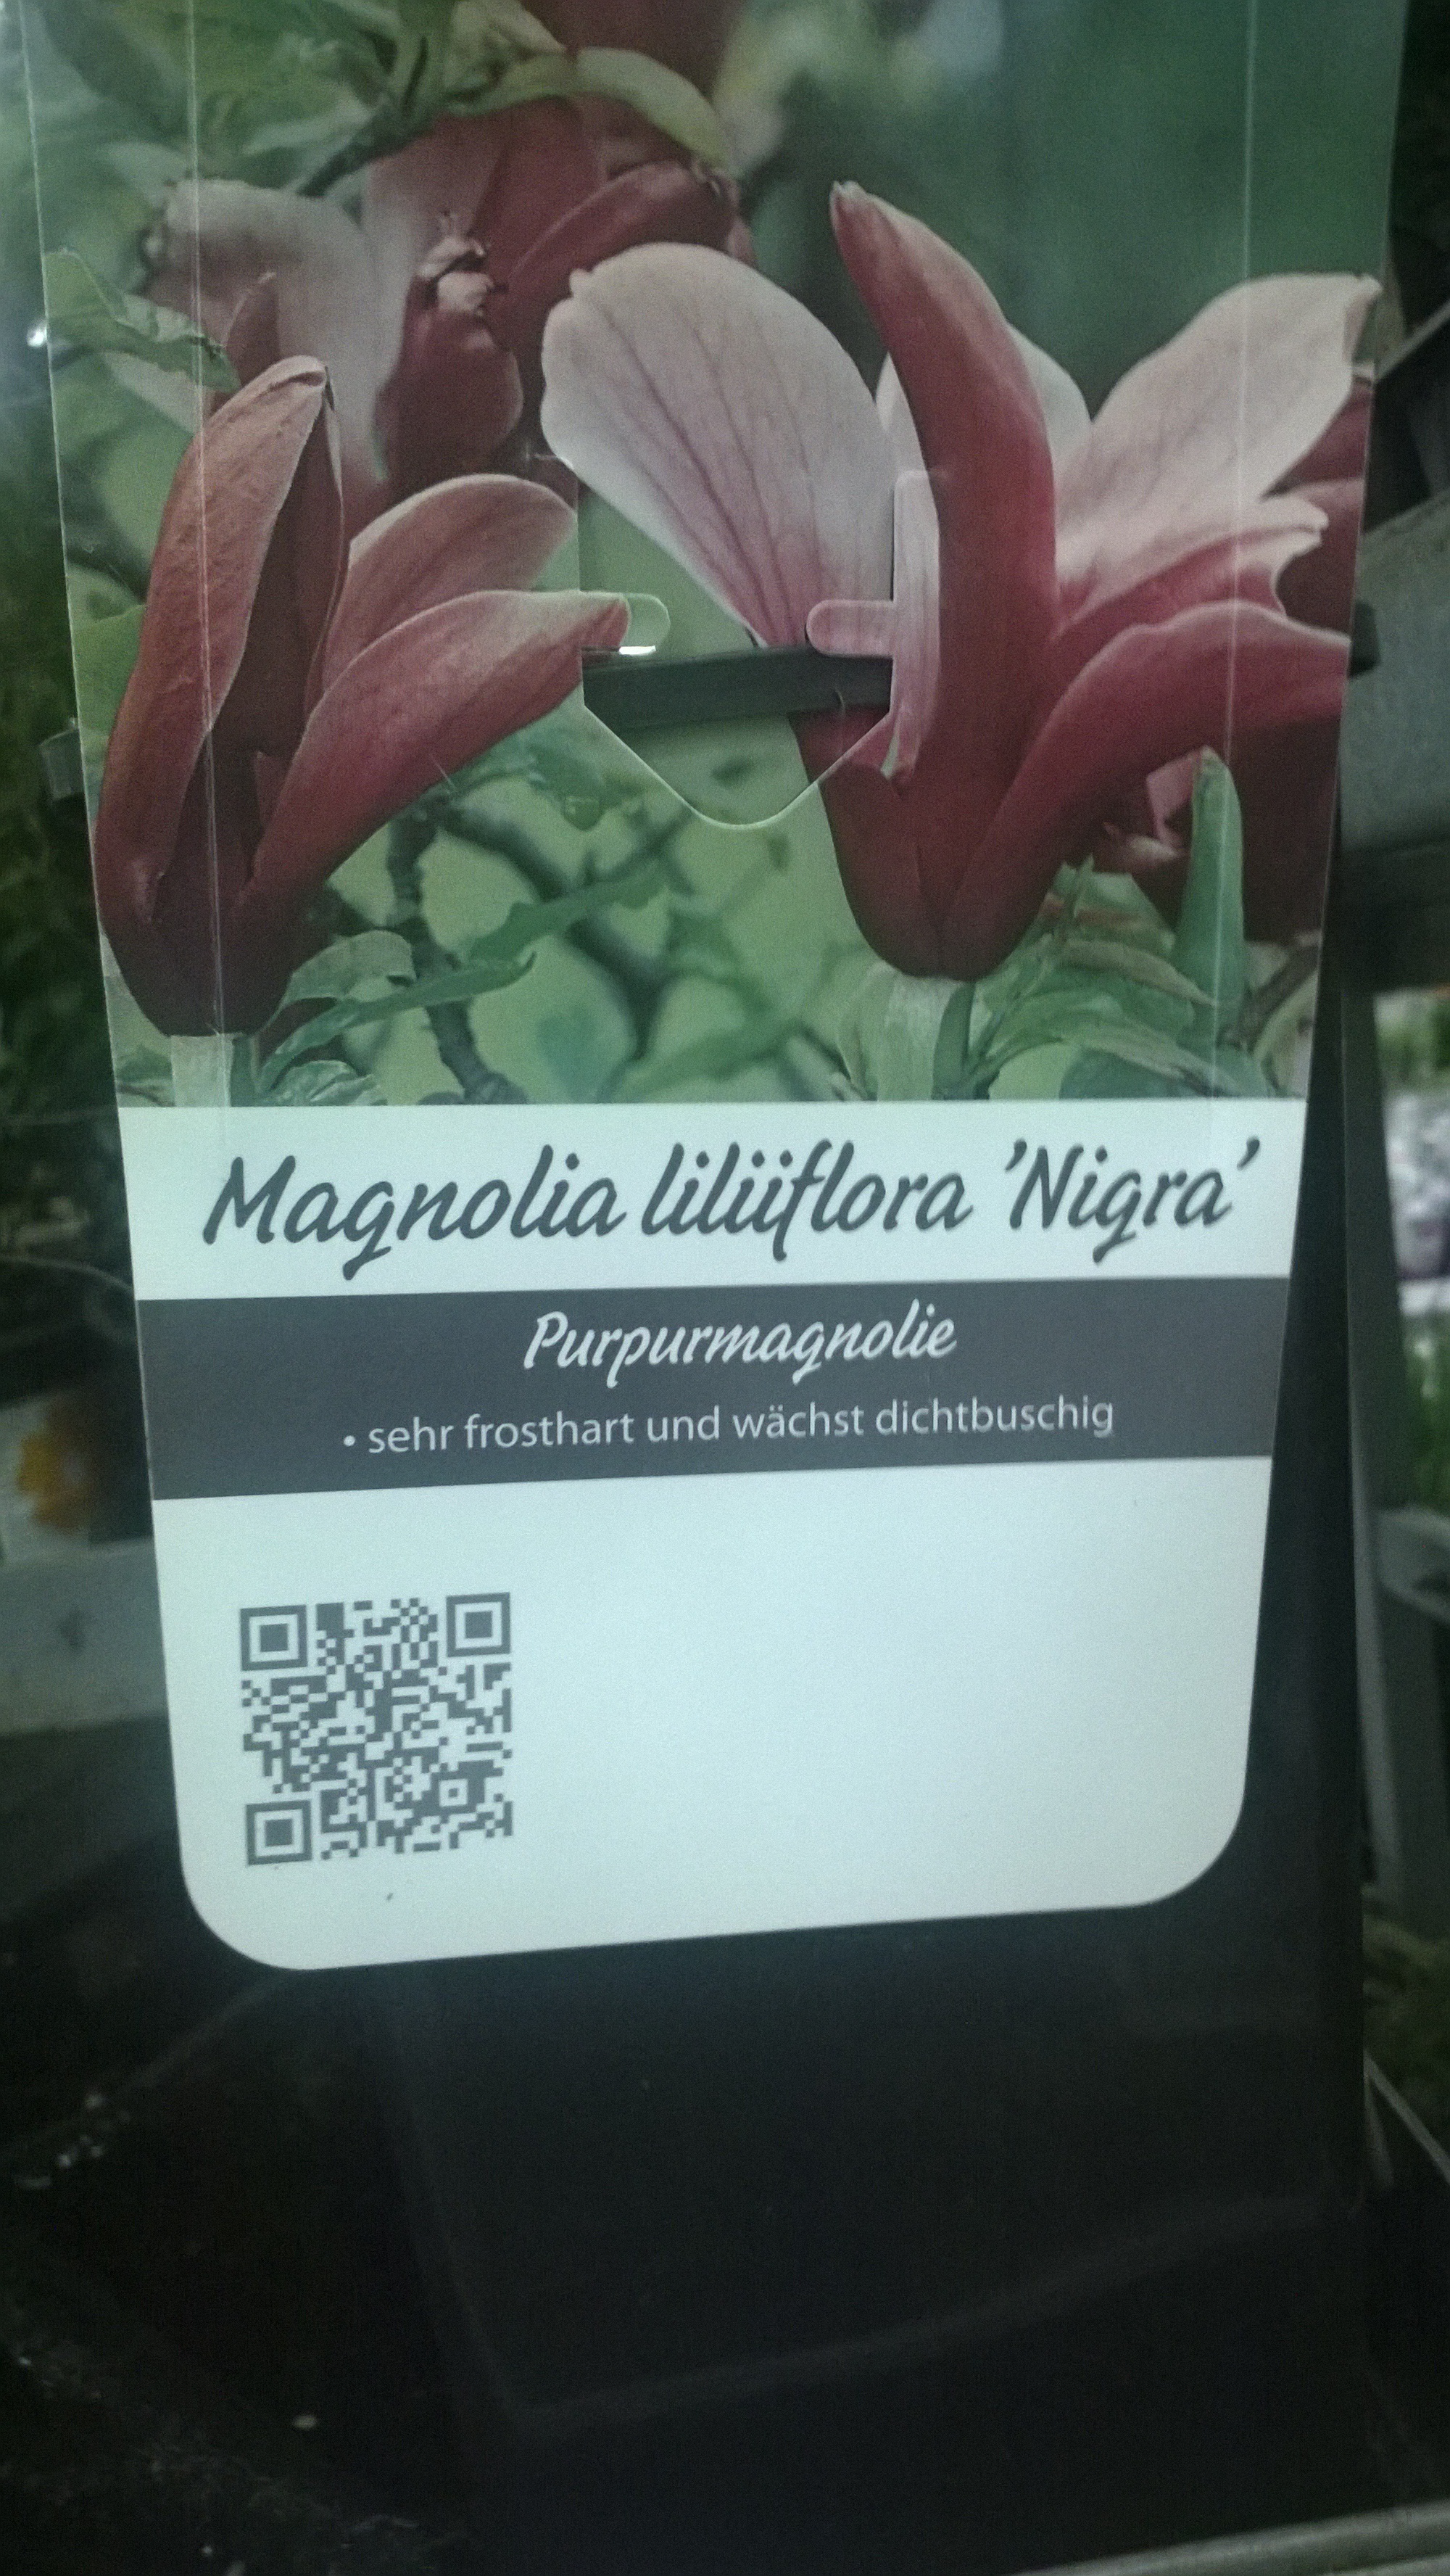 Magnolia liliiflora 'Nigra'
Purpurmagnolie
• sehr frosthart und wächst dichtbuschig